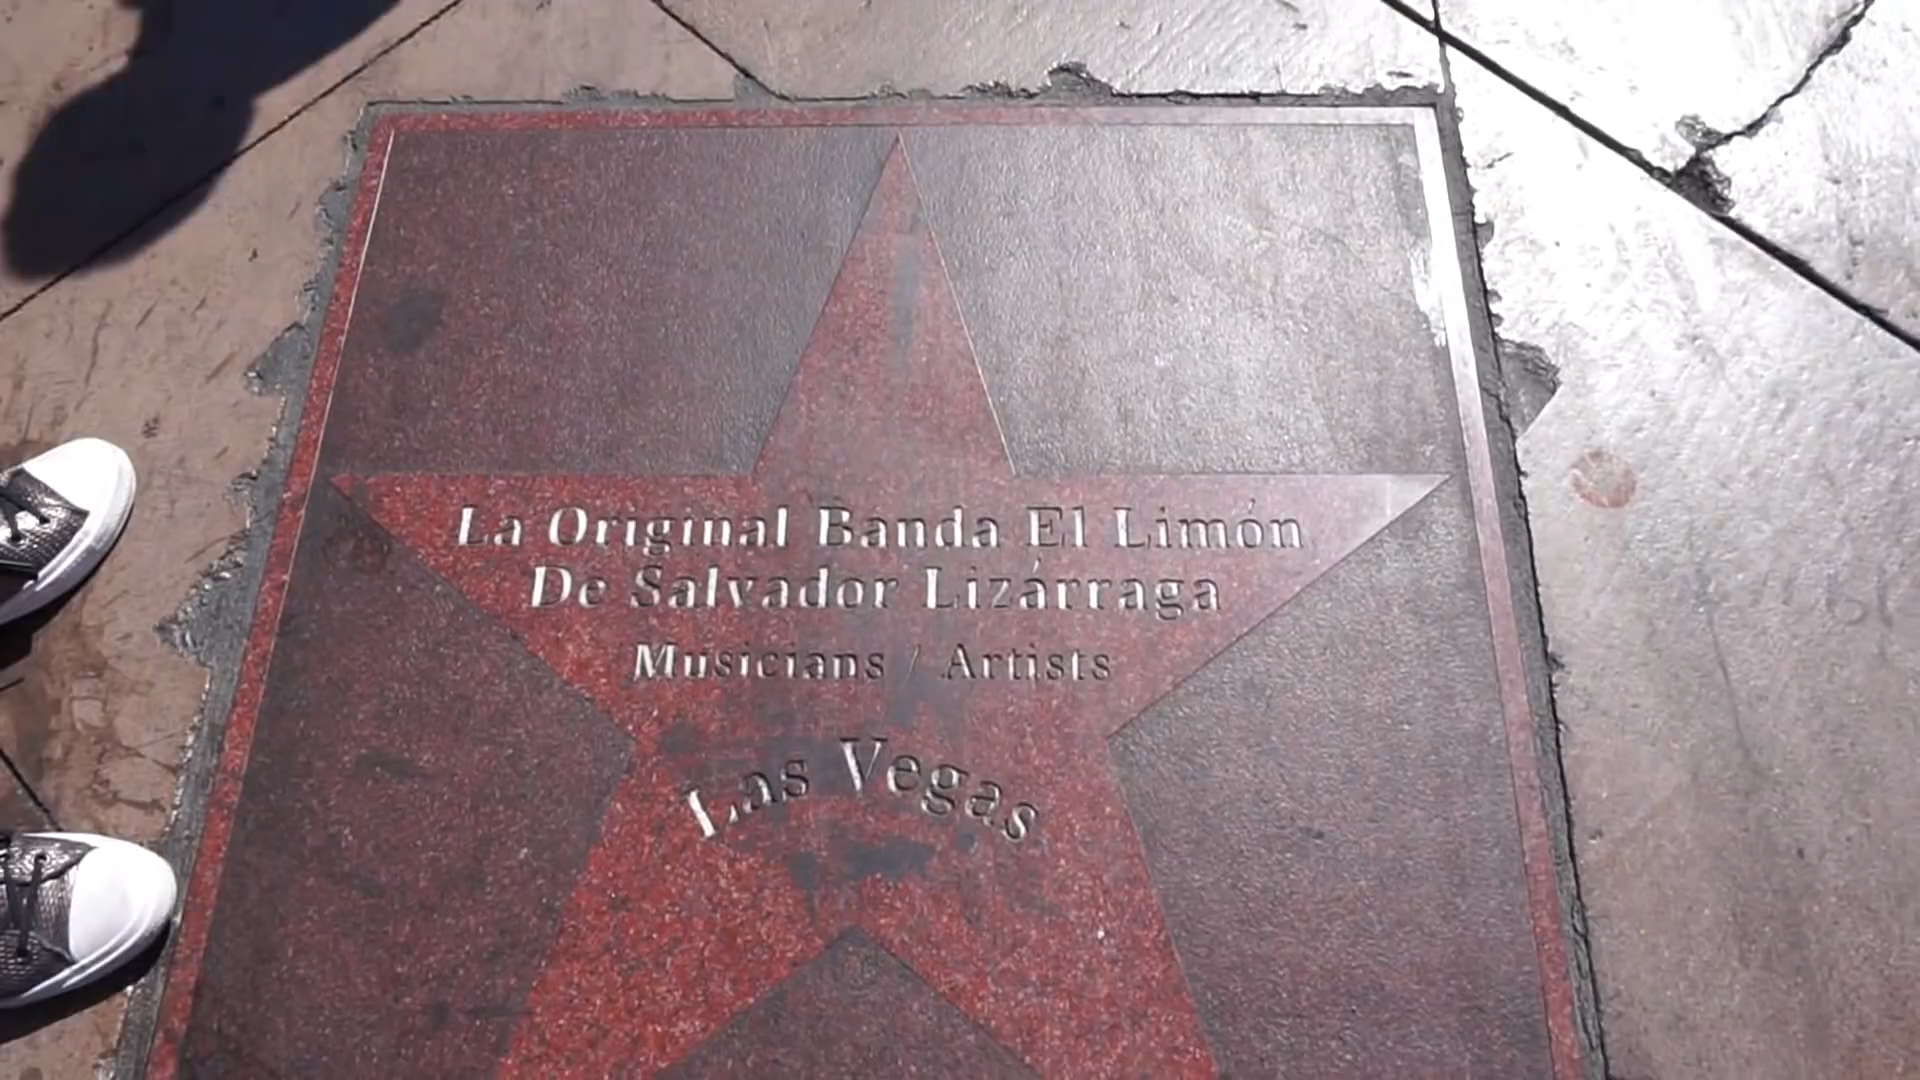 La Original Banda El Limón
De Salvador Lizárraga
Musicians / Artists
Las Vegas